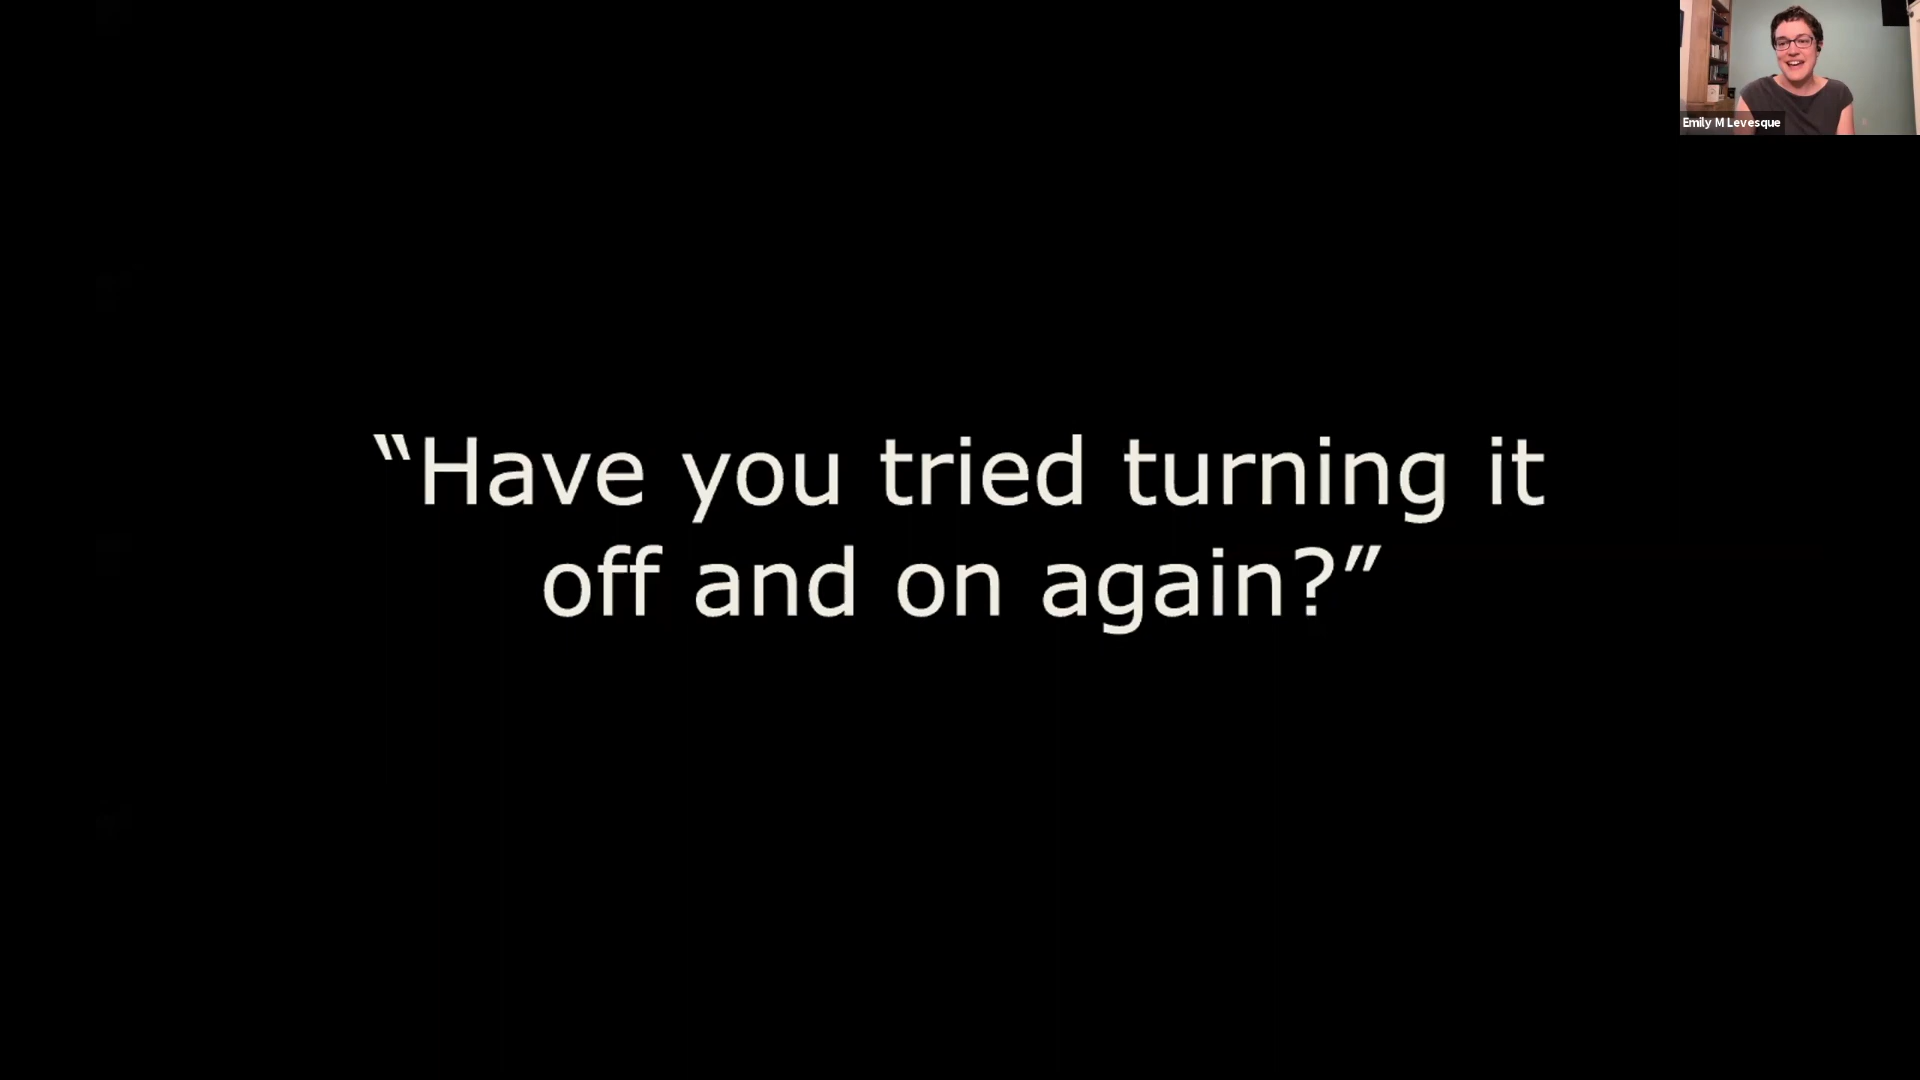 Emily M Levesque
“Have you tried turning it
off and on again?”